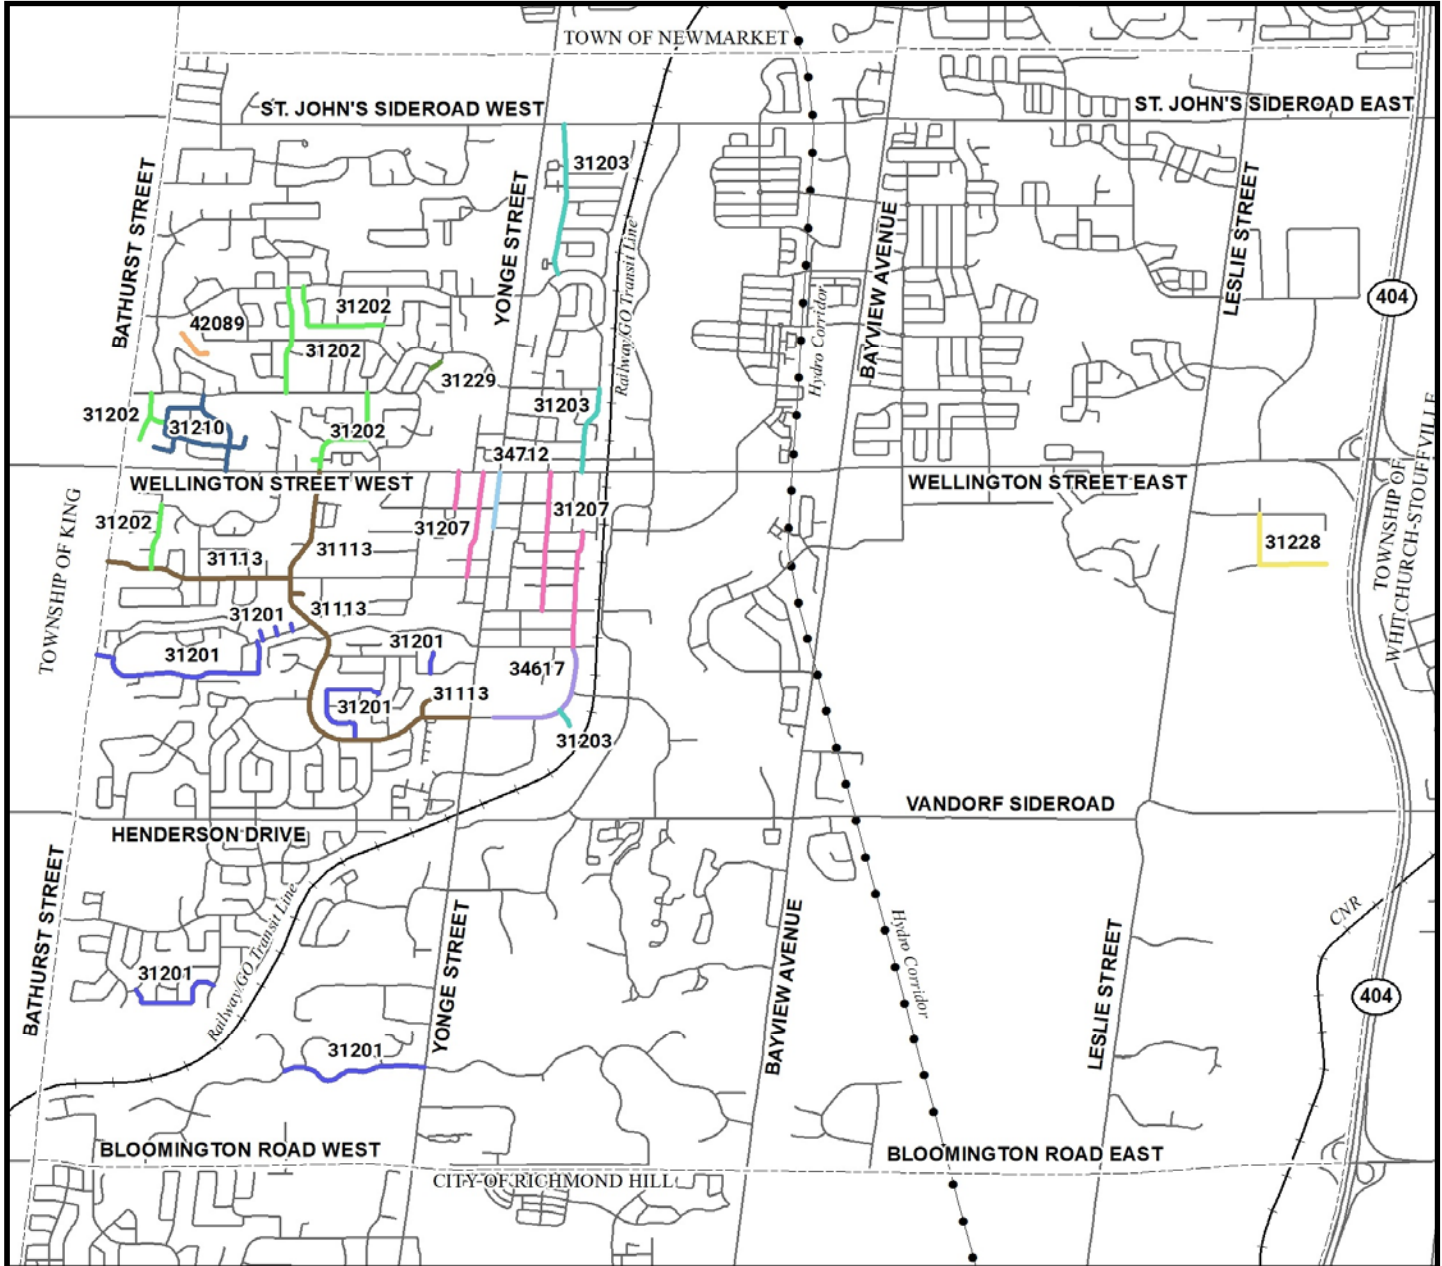 TOWN OF NEWMARKET
ST. JOHN'S SIDEROAD WEST
ST. JOHN'S SIDEROAD EAST
31203
BATHURST STREET
YONGE STREET
LESLIE STREET
BAYVIEW AVENUE
Railway/GO Transit Line
Hydro Corridor
404
31202
42089
31202
31229
31202
31203
31210
31202
34712
WELLINGTON STREET WEST
WELLINGTON STREET EAST
TOWNSHIP OF KING
TOWNSHIP OF
WHITCHURCH-STOUFFVILLE
31202
31207
31207
31113
31113
31228
31113
31201
31201
31201
34617
31113
31201
31203
VANDORF SIDEROAD
HENDERSON DRIVE
BATHURST STREET
Railway/GO Transit Line
YONGE STREET
BAYVIEW AVENUE
Hydro Corridor
LESLIE STREET
CNR
404
31201
31201
BLOOMINGTON ROAD WEST
BLOOMINGTON ROAD EAST
CITY OF RICHMOND HILL